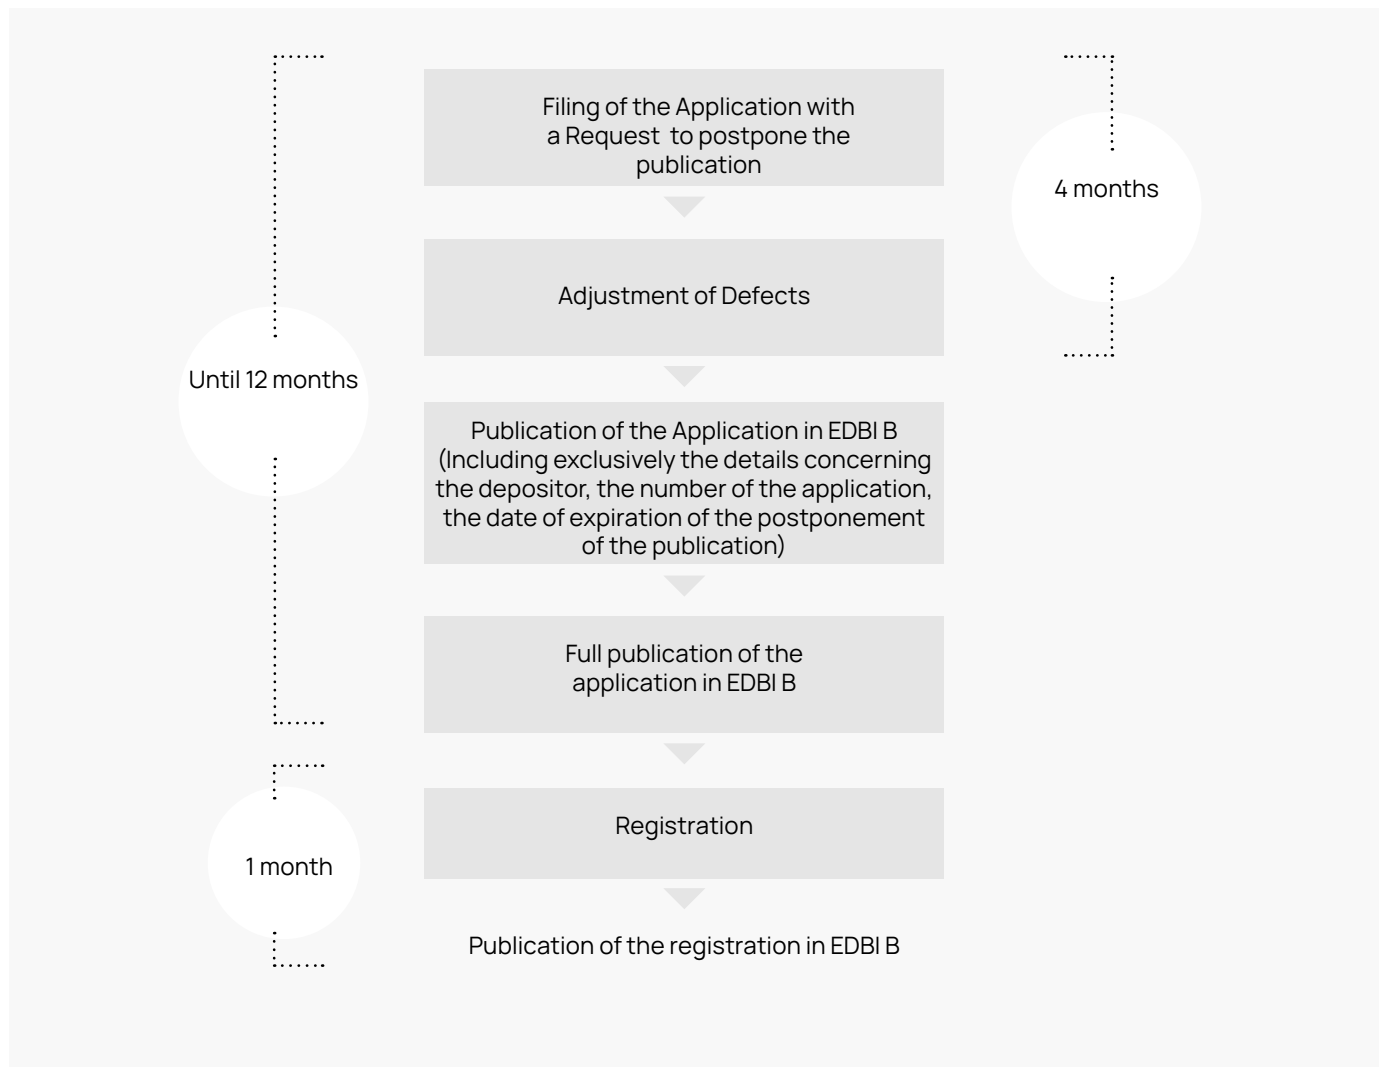 Filing of the Application with
a Request to postpone the
publication
4 months
Adjustment of Defects
Until 12 months
Publication of the Application in EDBI B
(Including exclusively the details concerning
the depositor, the number of the application,
the date of expiration of the postponement
of the publication)
Full publication of the
application in EDBI B
Registration
1 month
Publication of the registration in EDBI B